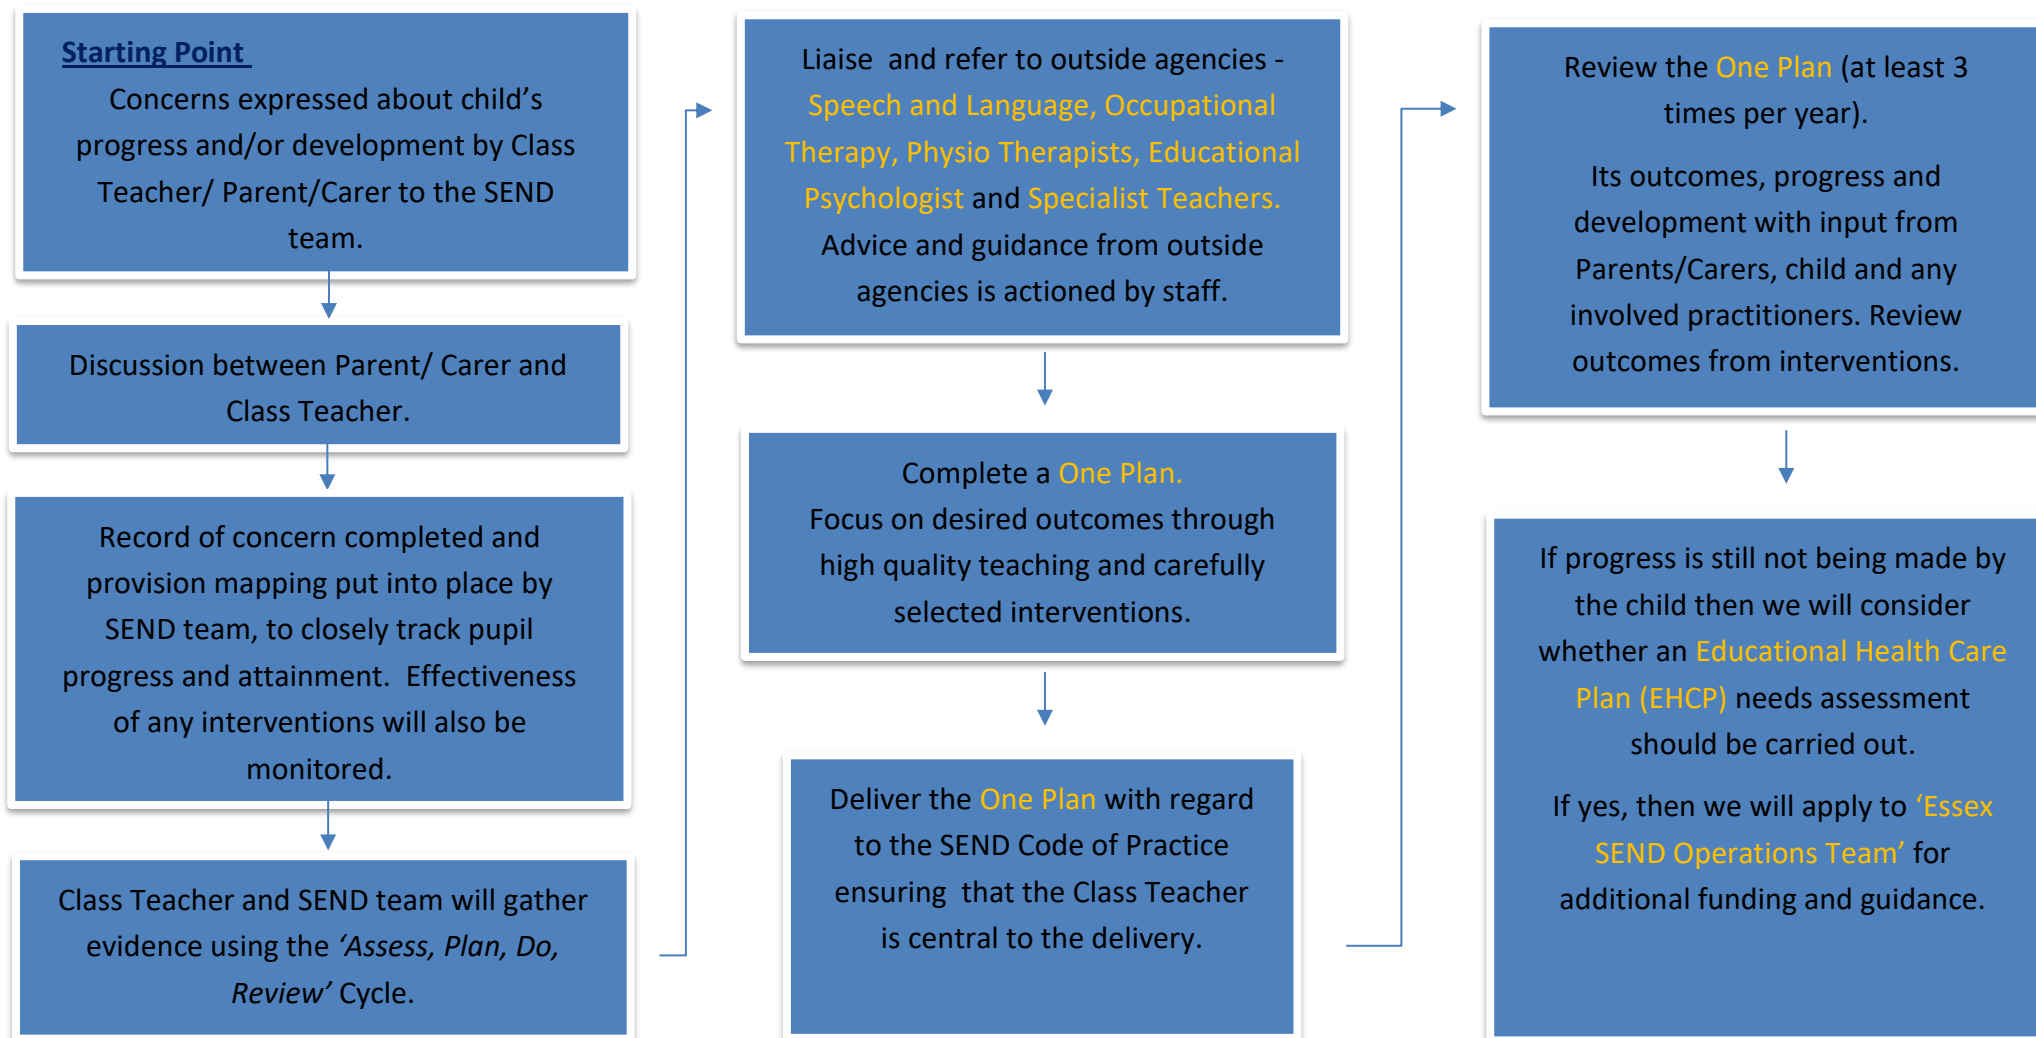 Starting Point
Concerns expressed about child’s
progress and/or development by Class
Teacher/ Parent/Carer to the SEND
team.
Discussion between Parent/ Carer and
Class Teacher.
Record of concern completed and
provision mapping put into place by
SEND team, to closely track pupil
progress and attainment.  Effectiveness
of any interventions will also be
monitored.
Class Teacher and SEND team will gather
evidence using the ‘Assess, Plan, Do,
Review’ Cycle.
Liaise  and refer to outside agencies -
Speech and Language, Occupational
Therapy, Physio Therapists, Educational
Psychologist and Specialist Teachers.
Advice and guidance from outside
agencies is actioned by staff.
Complete a One Plan.
Focus on desired outcomes through
high quality teaching and carefully
selected interventions.
Deliver the One Plan with regard
to the SEND Code of Practice
ensuring  that the Class Teacher
is central to the delivery.
Review the One Plan (at least 3
times per year).
Its outcomes, progress and
development with input from
Parents/Carers, child and any
involved practitioners. Review
outcomes from interventions.
If progress is still not being made by
the child then we will consider
whether an Educational Health Care
Plan (EHCP) needs assessment
should be carried out.
If yes, then we will apply to ‘Essex
SEND Operations Team’ for
additional funding and guidance.